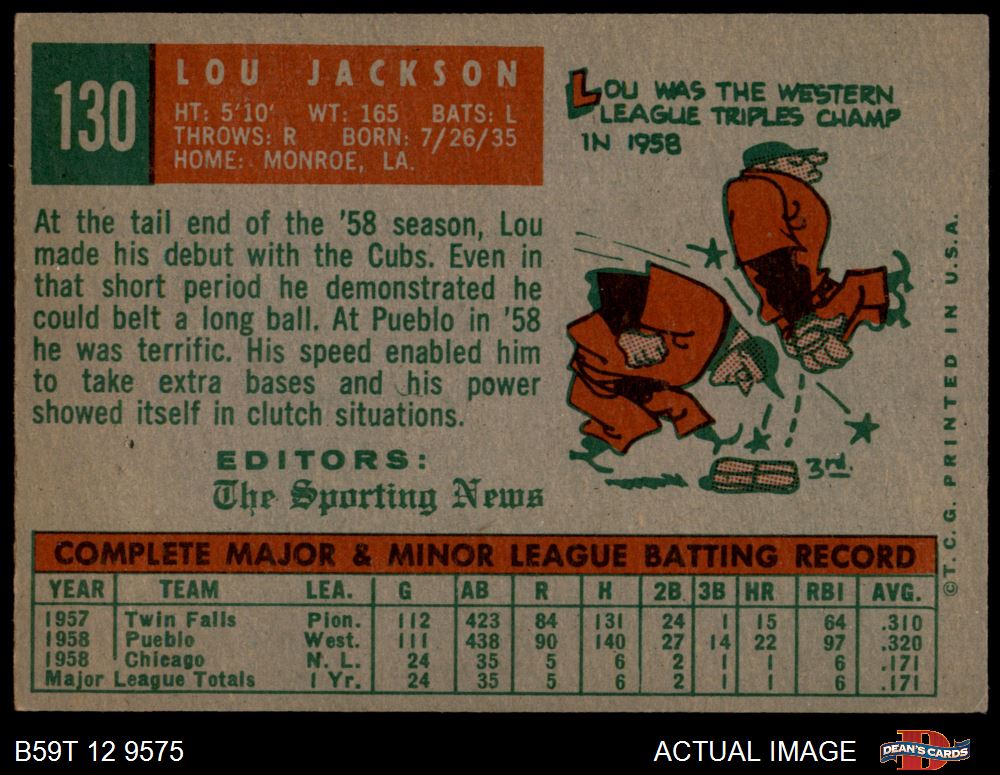 130
LOU JACKSON
HT: 5'10' WT: 165 BATS: L
THROWS: R BORN: 7/26/35
HOME: MONROE, LA.
LOU WAS THE WESTERN
LEAGUE TRIPLES CHAMP
IN 1958
3rd.
At the tail end of the '58 season, Lou
made his debut with the Cubs. Even in
that short period he demonstrated he
could belt a long ball. At Pueblo in '58
he was terrific. His speed enabled him
to take extra bases and his power
showed itself in clutch situations.
EDITORS:
The Sporting News
©T. C. G. PRINTED IN U.S.A.
COMPLETE MAJOR & MINOR LEAGUE BATTING RECORD
YEAR TEAM LEA. G AB R H 2B 3B HR RBI AVG.
1957 Twin Falls Pion. 112 423 84 131 24 1 15 64 .310
1958 Pueblo West. 111 438 90 140 27 14 22 97 .320
1958 Chicago N. L. 24 35 5 6 2 1 1 6 .171
Major League Totals 1 Yr. 24 35 5 6 2 1 1 6 .171
B59T 12 9575
ACTUAL IMAGE
D
DEAN'S CARDS